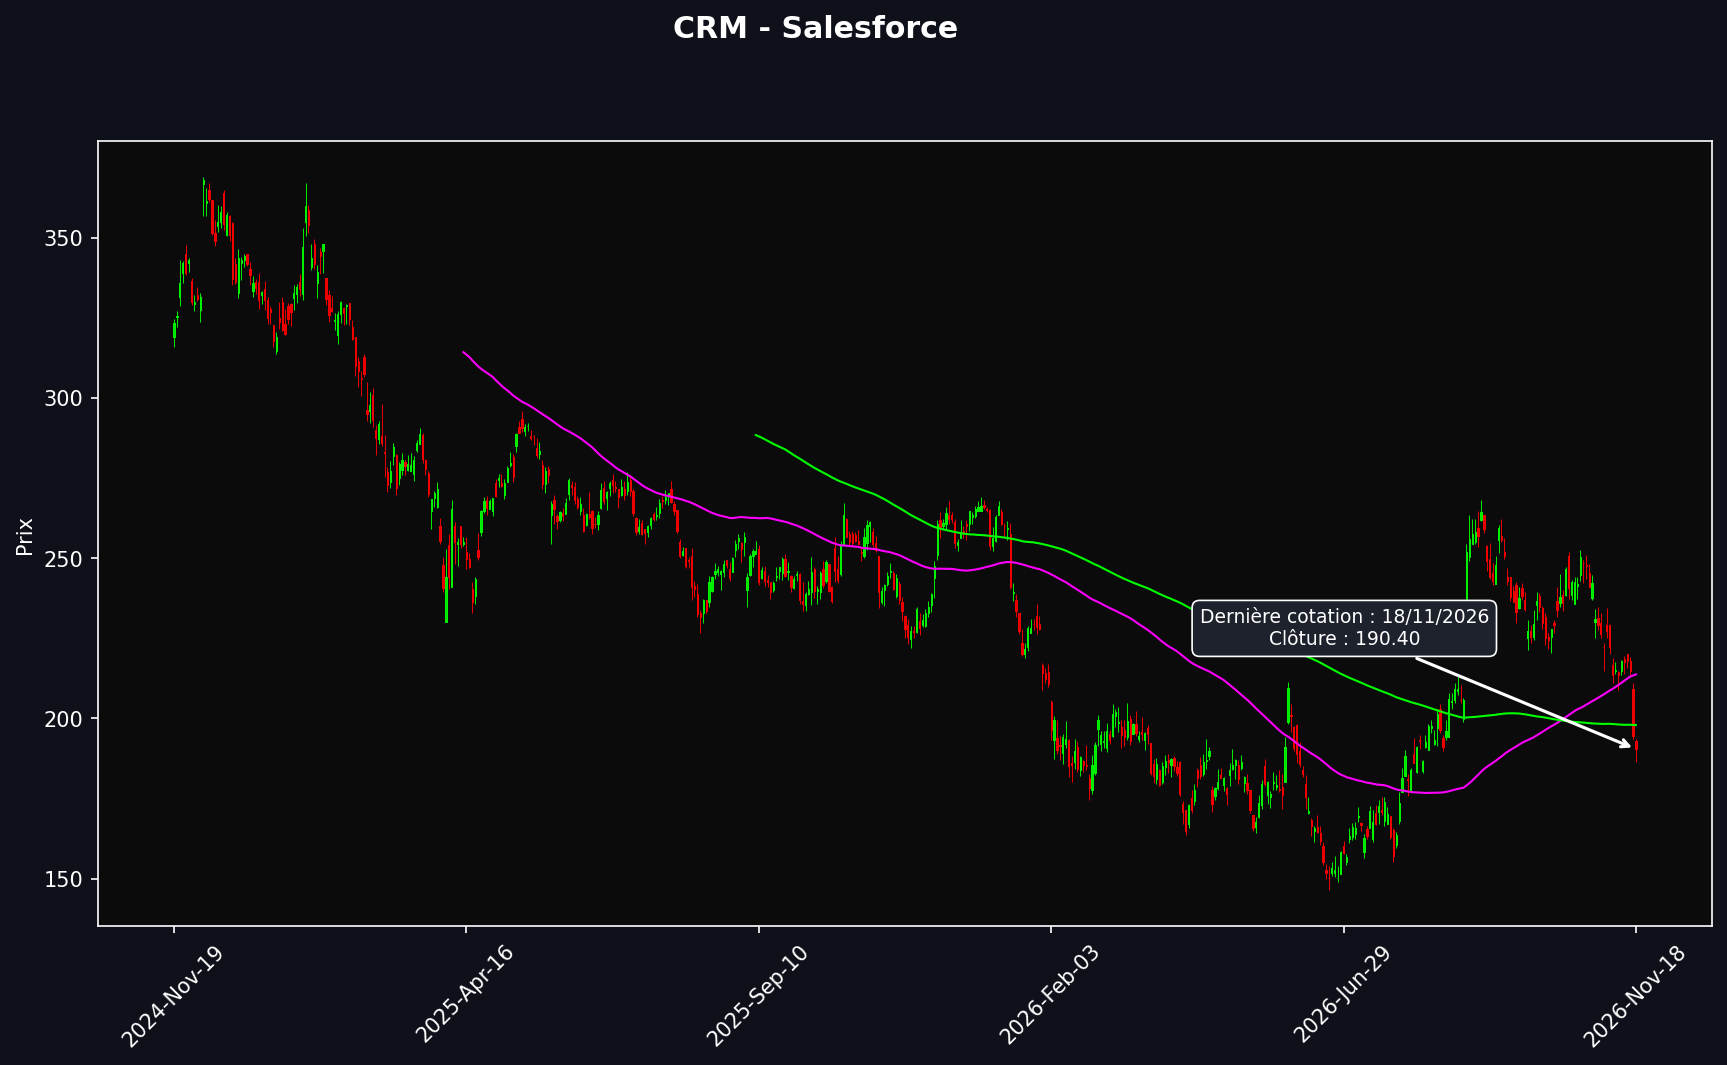 CRM - Salesforce
350
300
250
200
150
Prix
Dernière cotation : 18/11/2026
Clôture : 190.40
2024-Nov-19
2025-Apr-16
2025-Sep-10
2026-Feb-03
2026-Jun-29
2026-Nov-18